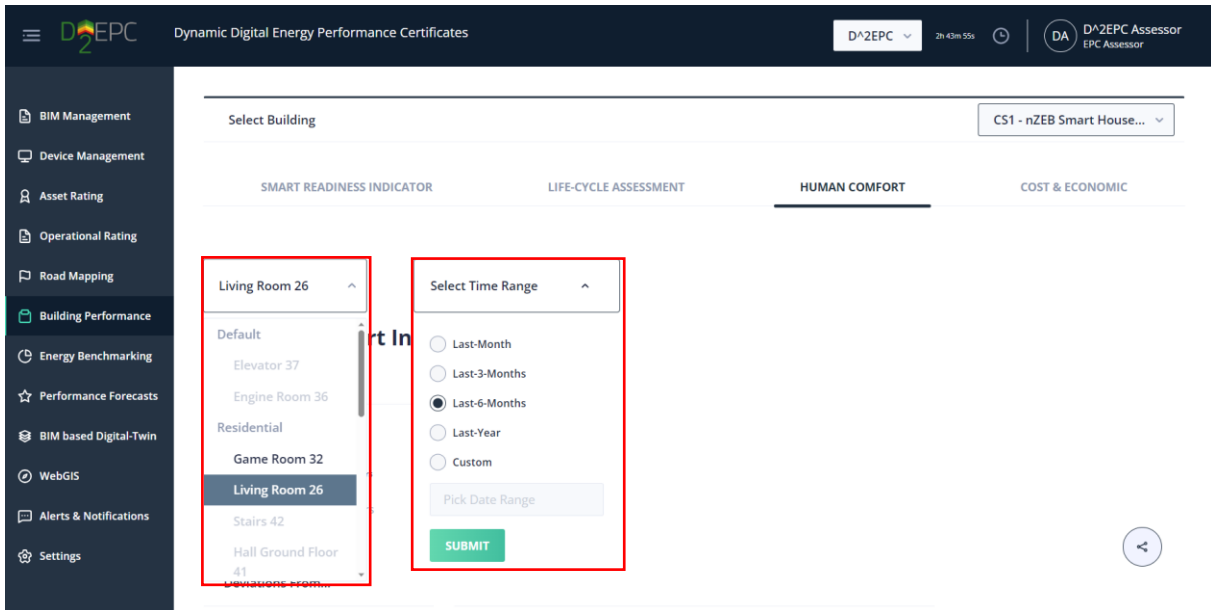 D2EPC
Dynamic Digital Energy Performance Certificates
D^2EPC
2h 43m 55s
DA
D^2EPC Assessor
EPC Assessor
BIM Management
Device Management
Asset Rating
Operational Rating
Road Mapping
Building Performance
Energy Benchmarking
Performance Forecasts
BIM based Digital-Twin
WebGIS
Alerts & Notifications
Settings
Select Building
CS1 - nZEB Smart House...
SMART READINESS INDICATOR
LIFE-CYCLE ASSESSMENT
HUMAN COMFORT
COST & ECONOMIC
Living Room 26
Default
Elevator 37
Engine Room 36
Residential
Game Room 32
Living Room 26
Stairs 42
Hall Ground Floor
41
rt In
Deviations From...
Select Time Range
Last-Month
Last-3-Months
Last-6-Months
Last-Year
Custom
Pick Date Range
SUBMIT